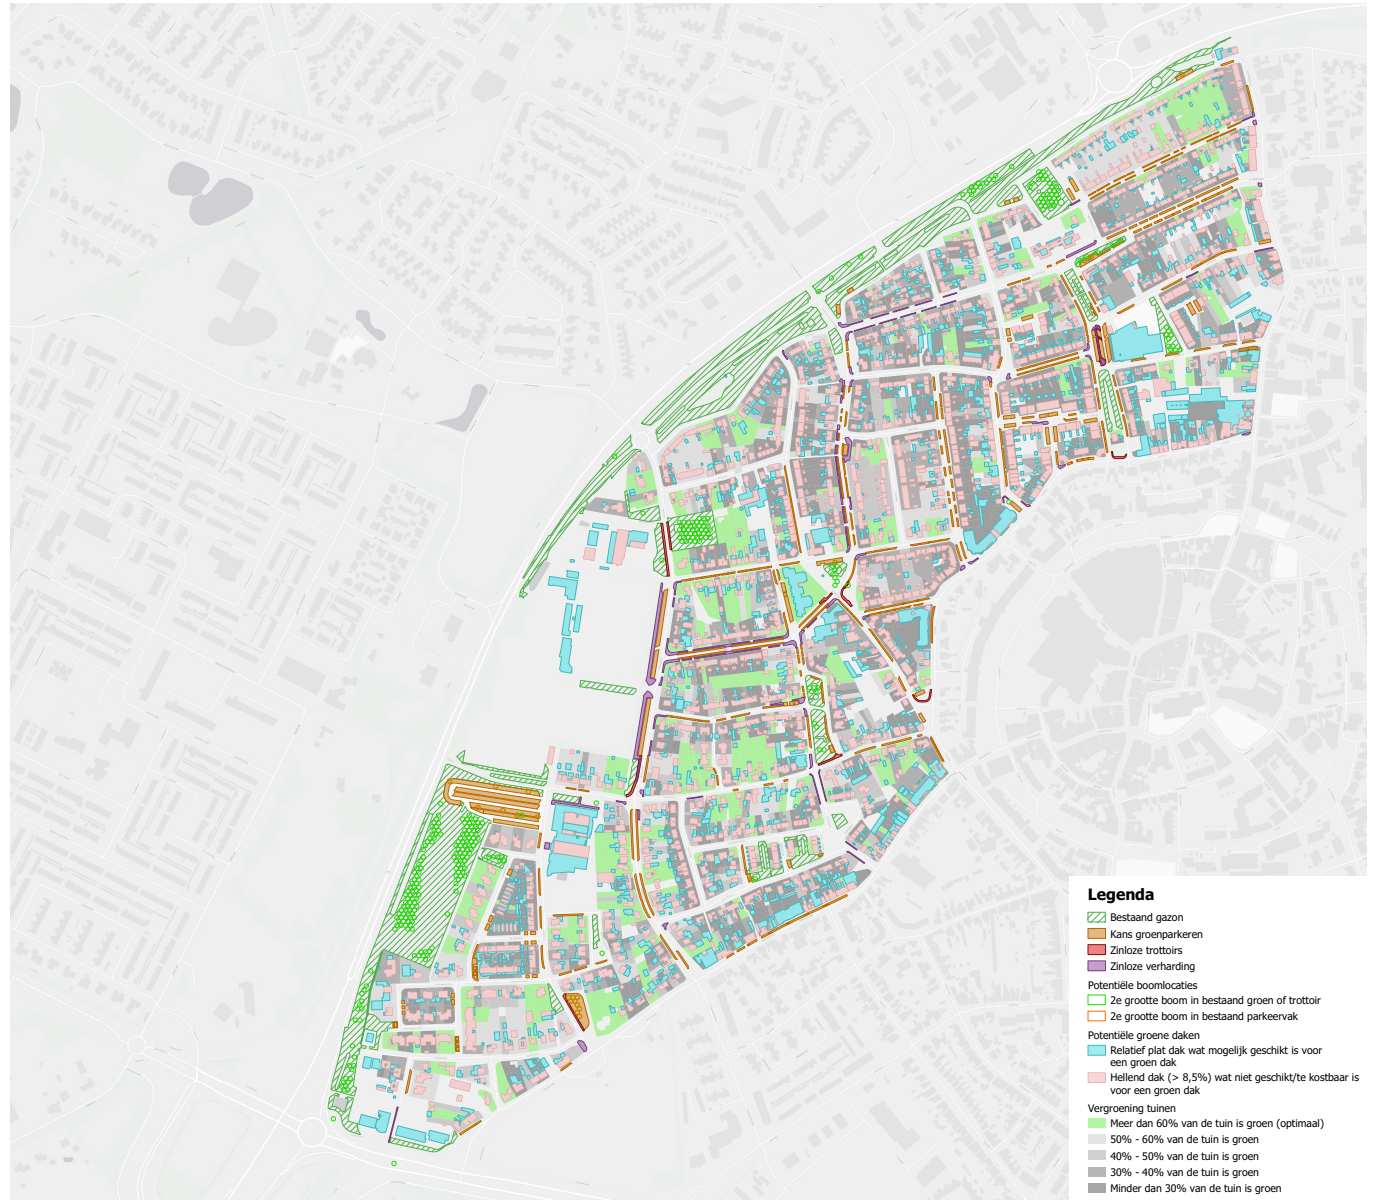 Legenda
Bestaand gazon
Kans groenparkeren
Zinloze trottoirs
Zinloze verharding
Potentiële boomlocaties
2e grootte boom in bestaand groen of trottoir
2e grootte boom in bestaand parkeervak
Potentiële groene daken
Relatief plat dak wat mogelijk geschikt is voor
een groen dak
Hellend dak (> 8,5%) wat niet geschikt/te kostbaar is
voor een groen dak
Vergroening tuinen
Meer dan 60% van de tuin is groen (optimaal)
50% - 60% van de tuin is groen
40% - 50% van de tuin is groen
30% - 40% van de tuin is groen
Minder dan 30% van de tuin is groen